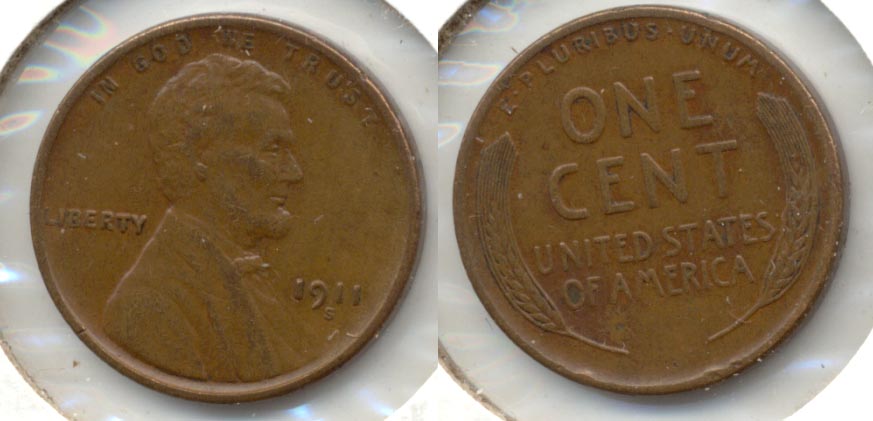 IN GOD WE TRUST
LIBERTY
1911
S
E·PLURIBUS·UNUM
ONE
CENT
UNITED·STATES
OF AMERICA